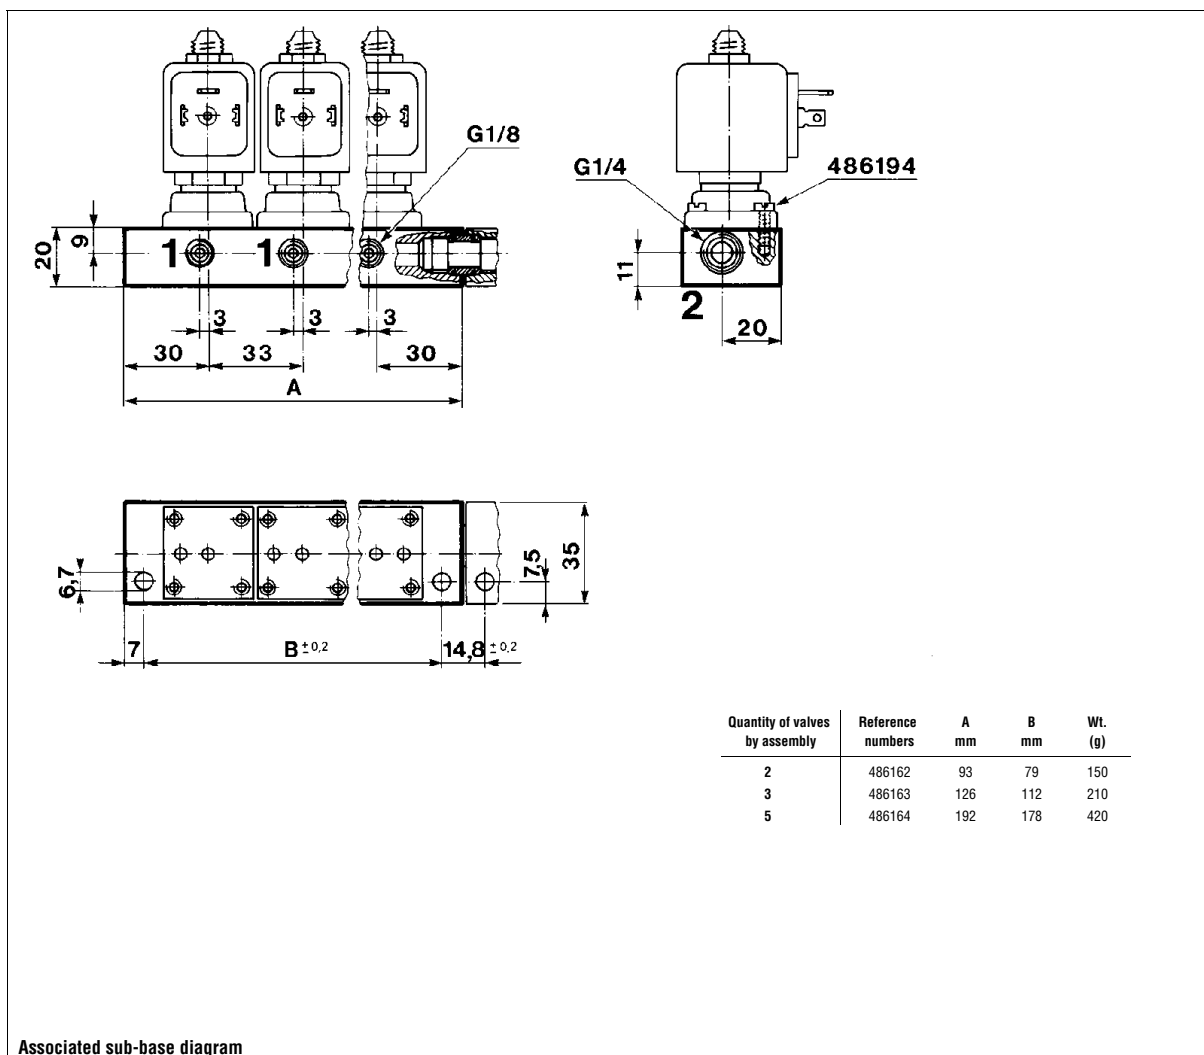 G1/8
G1/4
486194
9
20
1
1
11
2
3
3
3
20
30
33
30
A
6,7
7,5
35
7
B ± 0,2
14,8 ± 0,2
Quantity of valves by assembly
Reference numbers
A mm
B mm
Wt. (g)
2 486162 93 79 150
3 486163 126 112 210
5 486164 192 178 420
Associated sub-base diagram